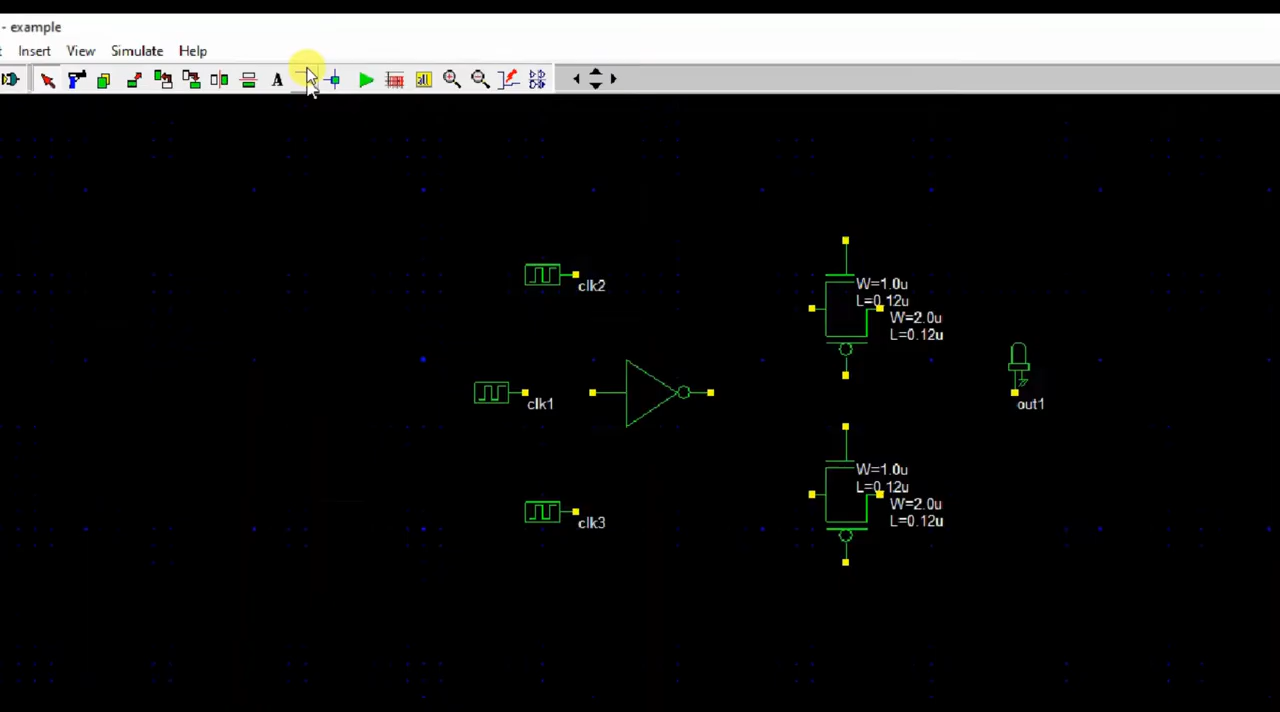 - example
Insert View Simulate Help
A
clk2
W=1.0u
L=0.12u
W=2.0u
L=0.12u
clk1
out1
W=1.0u
L=0.12u
W=2.0u
L=0.12u
clk3